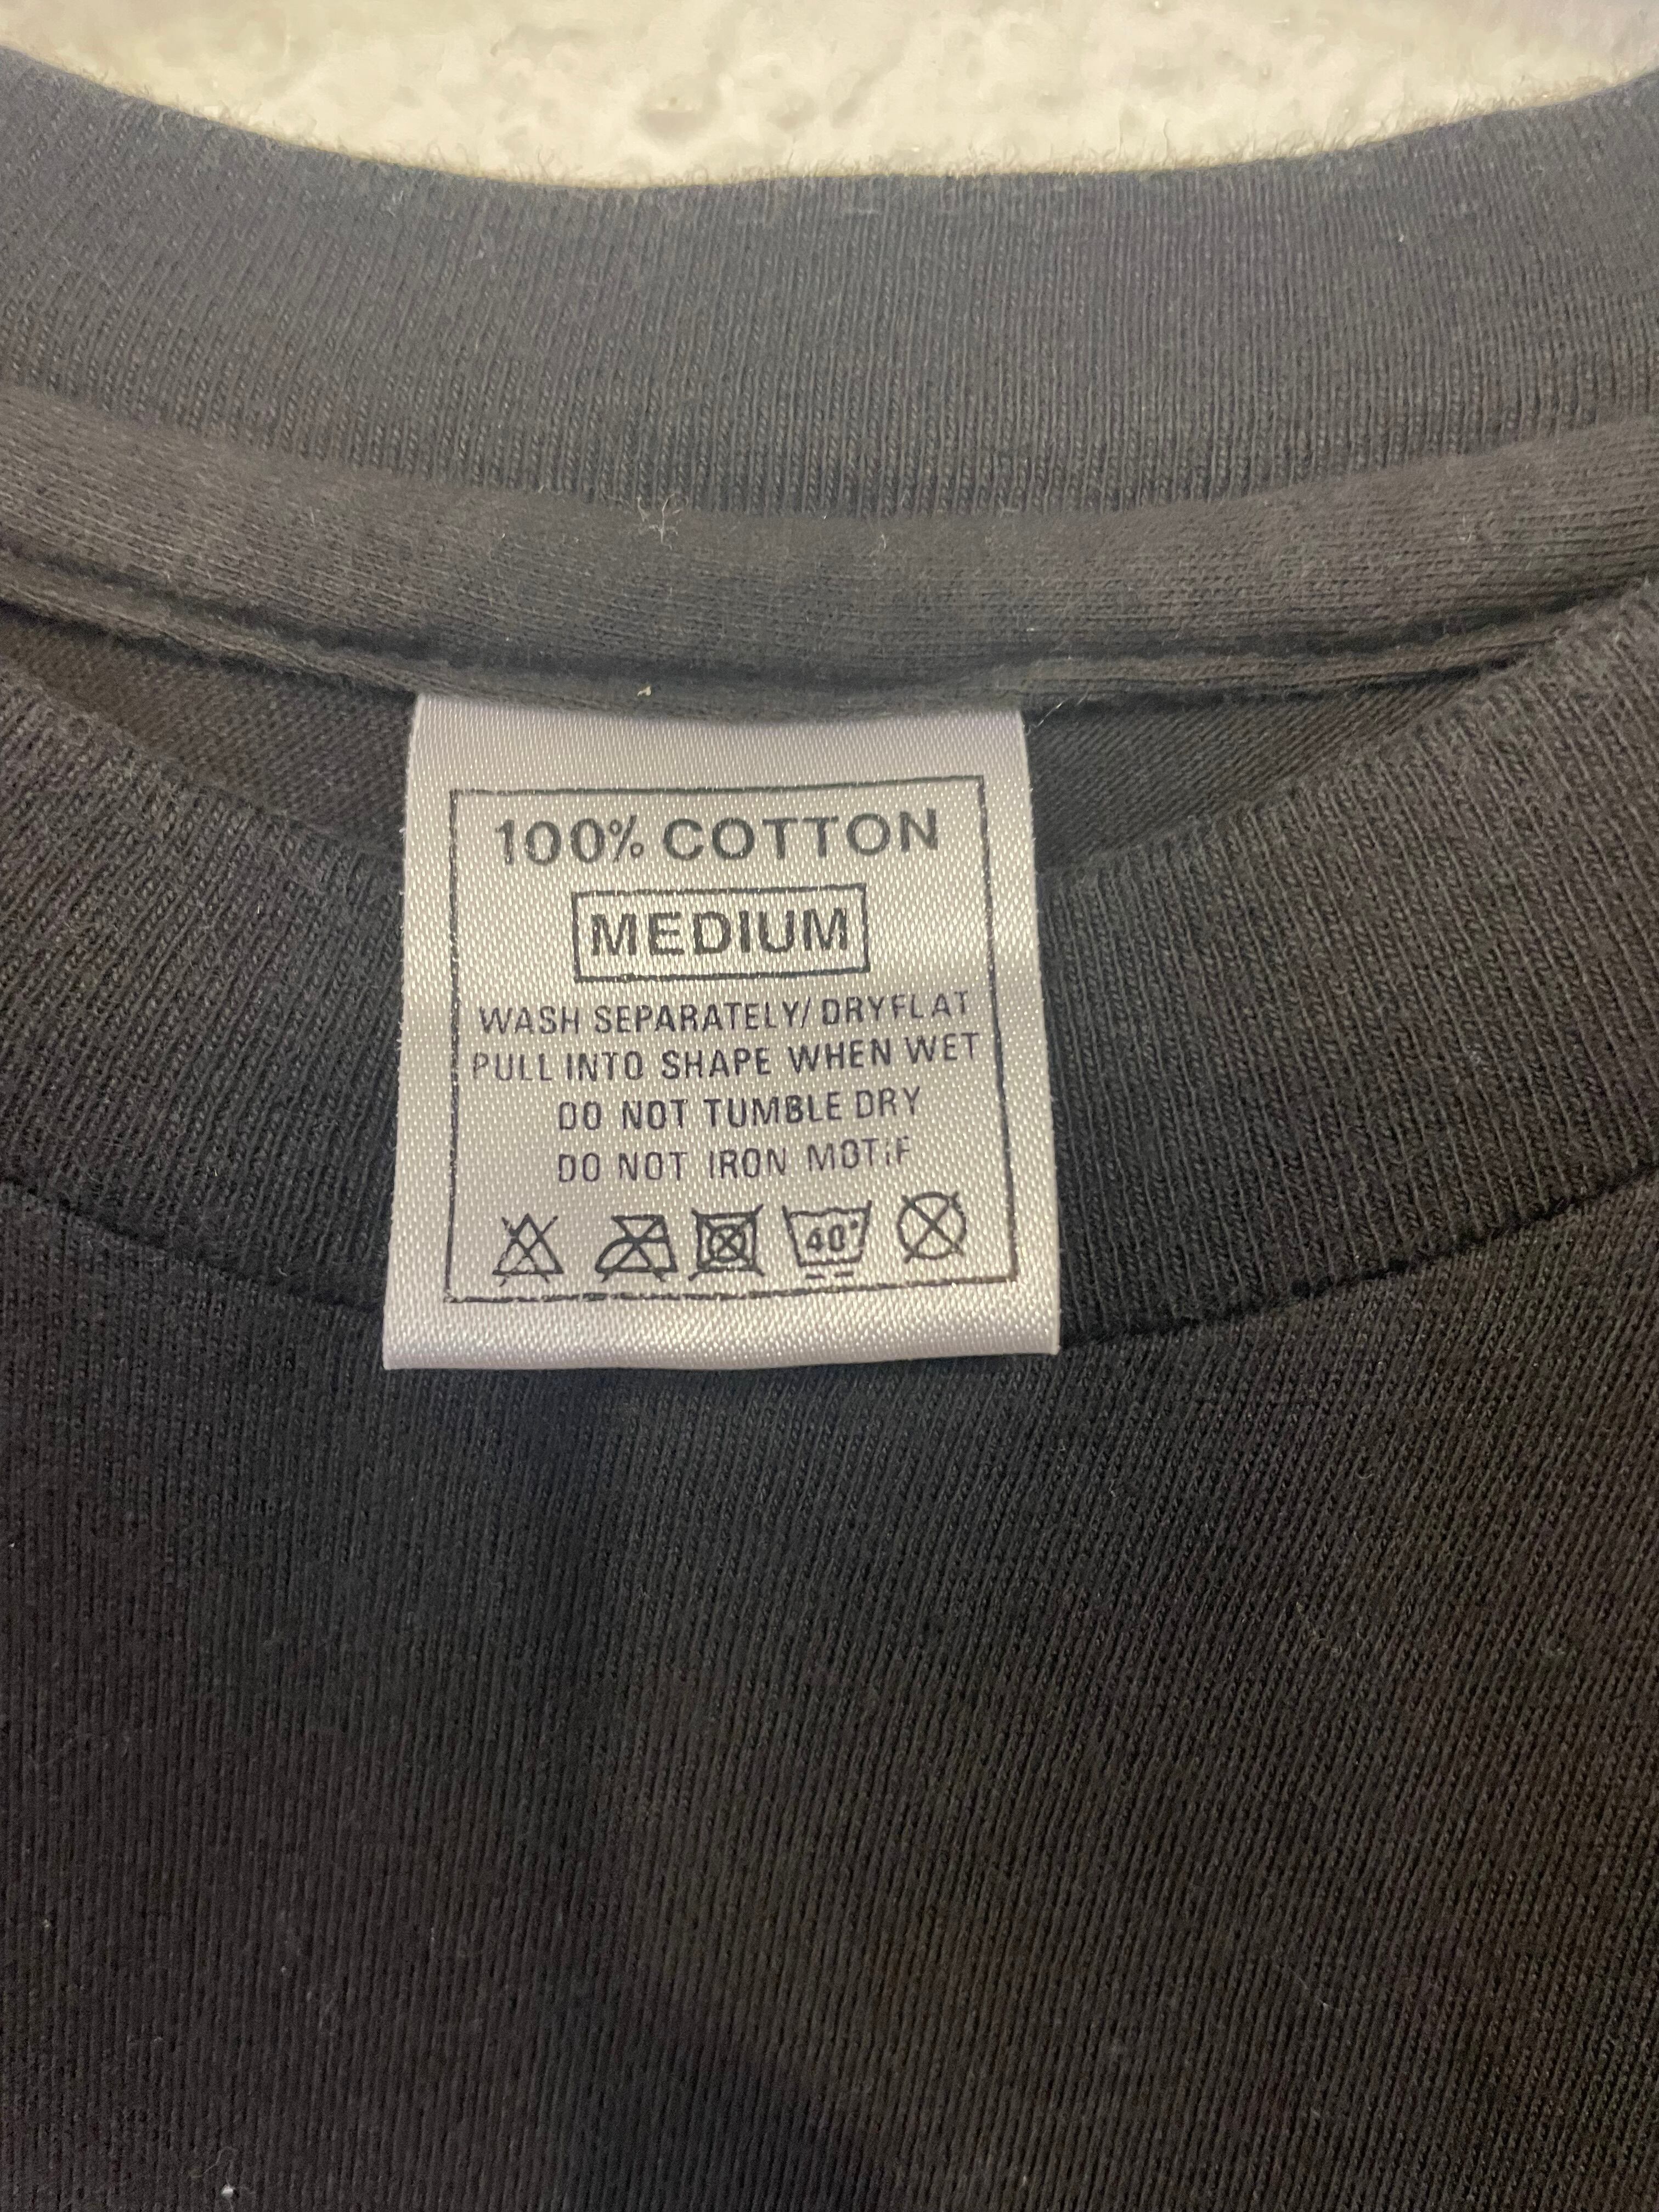 100% COTTON
MEDIUM
WASH SEPARATELY/DRYFLAT
PULL INTO SHAPE WHEN WET
DO NOT TUMBLE DRY
DO NOT IRON MOTIF
40°